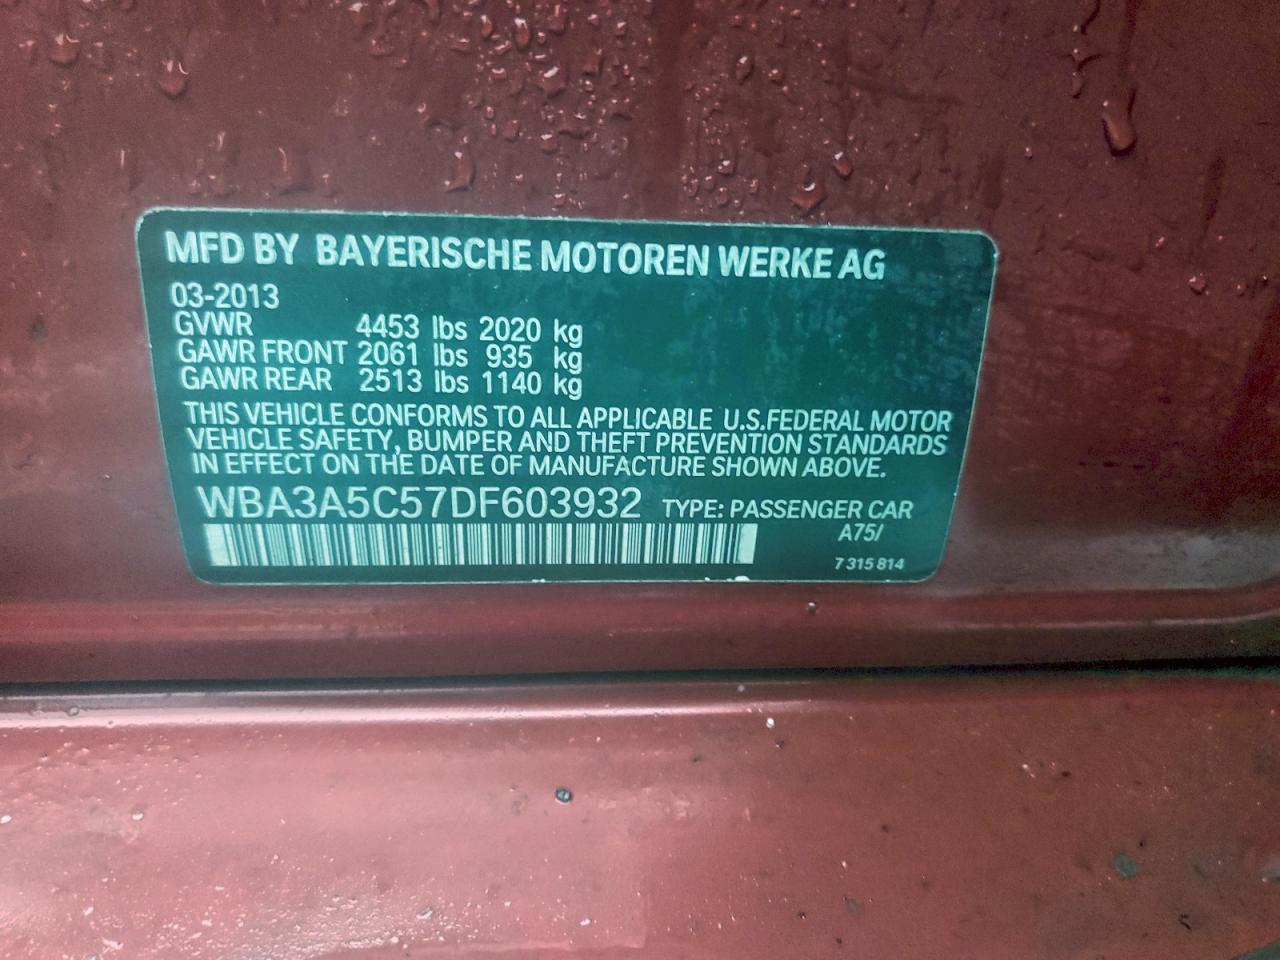 MFD BY BAYERISCHE MOTOREN WERKE AG
03-2013
GVWR 4453 lbs 2020 kg
GAWR FRONT 2061 lbs 935 kg
GAWR REAR 2513 lbs 1140 kg
THIS VEHICLE CONFORMS TO ALL APPLICABLE U.S.FEDERAL MOTOR
VEHICLE SAFETY, BUMPER AND THEFT PREVENTION STANDARDS
IN EFFECT ON THE DATE OF MANUFACTURE SHOWN ABOVE.
WBA3A5C57DF603932 TYPE: PASSENGER CAR
A75/
7 315 814